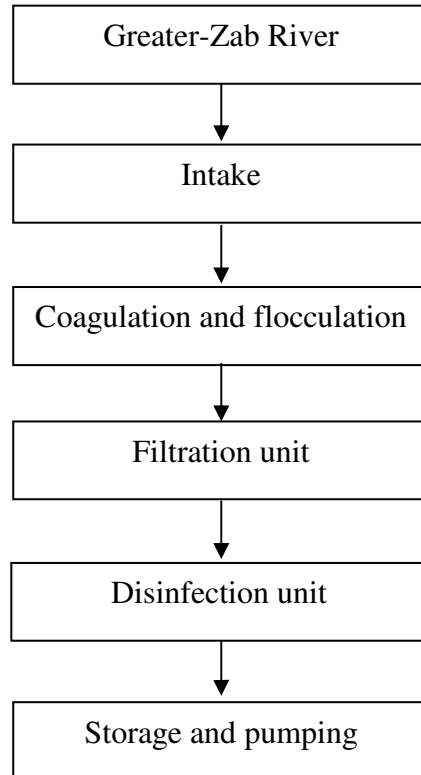 Greater-Zab River
Intake
Coagulation and flocculation
Filtration unit
Disinfection unit
Storage and pumping